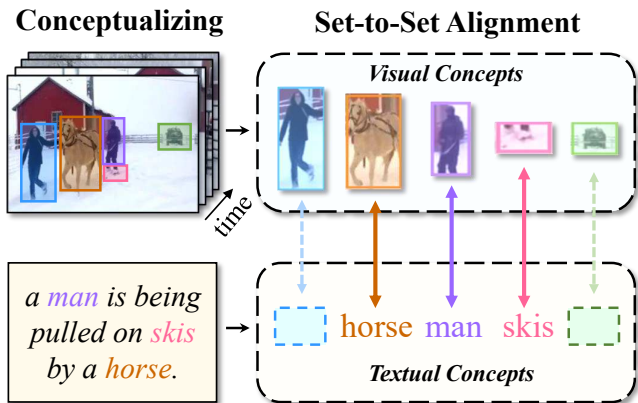 Conceptualizing
Set-to-Set Alignment
Visual Concepts
time
a man is being
pulled on skis
by a horse.
horse man skis
Textual Concepts